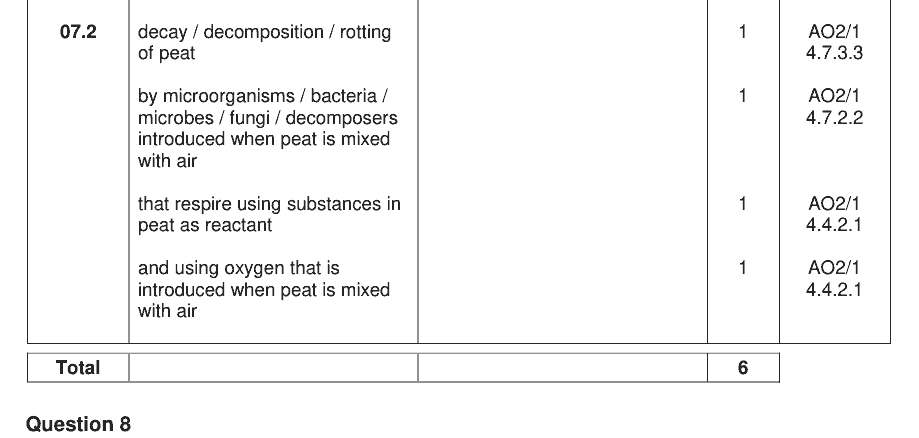 07.2 decay / decomposition / rotting 1 AO2/1
of peat 4.7.3.3
by microorganisms / bacteria / 1 AO2/1
microbes / fungi / decomposers 4.7.2.2
introduced when peat is mixed
with air
that respire using substances in 1 AO2/1
peat as reactant 4.4.2.1
and using oxygen that is 1 AO2/1
introduced when peat is mixed 4.4.2.1
with air
Total 6
Question 8